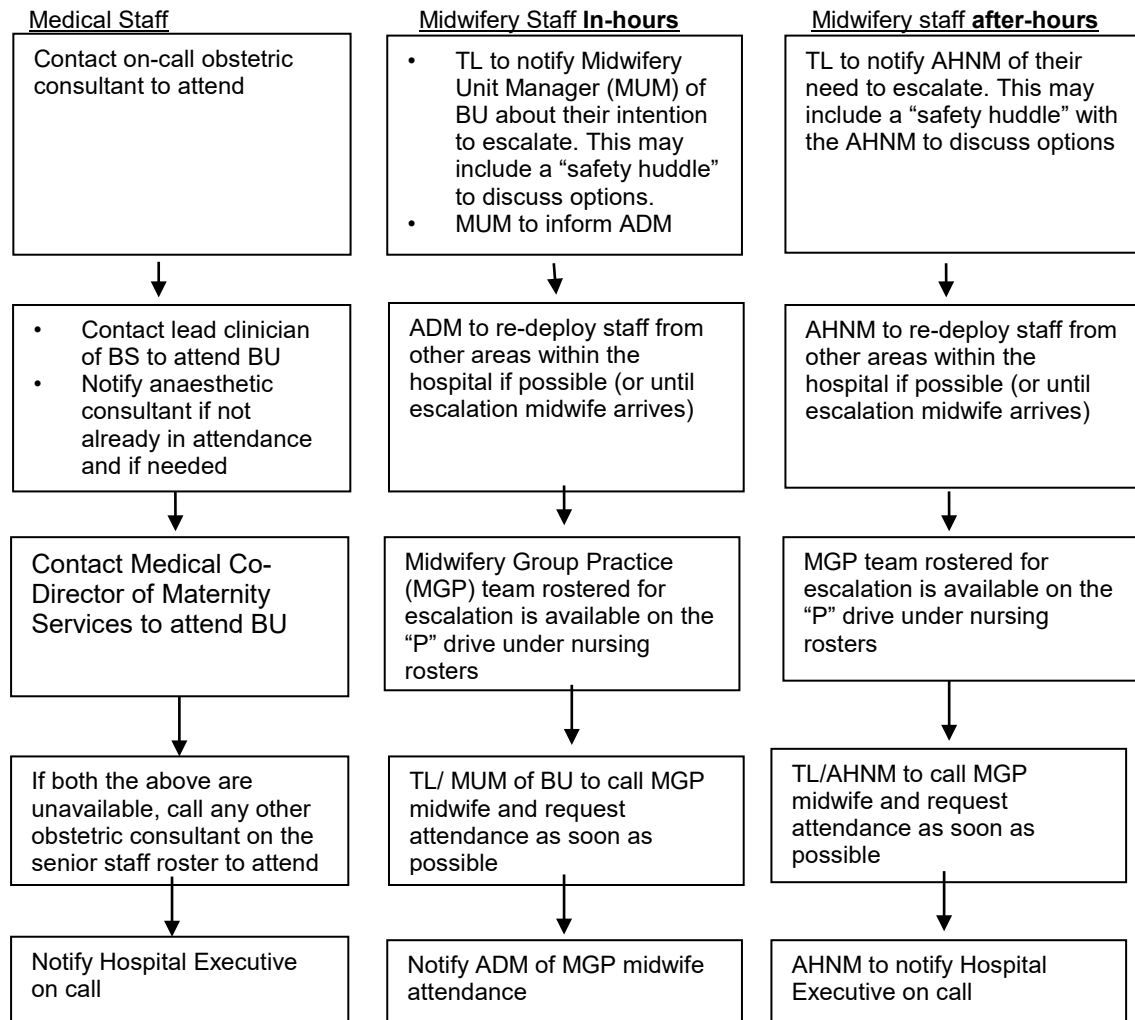 Medical Staff
Contact on-call obstetric
consultant to attend
• Contact lead clinician
of BS to attend BU
• Notify anaesthetic
consultant if not
already in attendance
and if needed
Contact Medical Co-
Director of Maternity
Services to attend BU
If both the above are
unavailable, call any other
obstetric consultant on the
senior staff roster to attend
Notify Hospital Executive
on call
Midwifery Staff In-hours
• TL to notify Midwifery
Unit Manager (MUM) of
BU about their intention
to escalate. This may
include a “safety huddle”
to discuss options.
• MUM to inform ADM
ADM to re-deploy staff from
other areas within the
hospital if possible (or until
escalation midwife arrives)
Midwifery Group Practice
(MGP) team rostered for
escalation is available on the
“P” drive under nursing
rosters
TL/ MUM of BU to call MGP
midwife and request
attendance as soon as
possible
Notify ADM of MGP midwife
attendance
Midwifery staff after-hours
TL to notify AHNM of their
need to escalate. This may
include a “safety huddle” with
the AHNM to discuss options
AHNM to re-deploy staff from
other areas within the
hospital if possible (or until
escalation midwife arrives)
MGP team rostered for
escalation is available on the
“P” drive under nursing
rosters
TL/AHNM to call MGP
midwife and request
attendance as soon as
possible
AHNM to notify Hospital
Executive on call